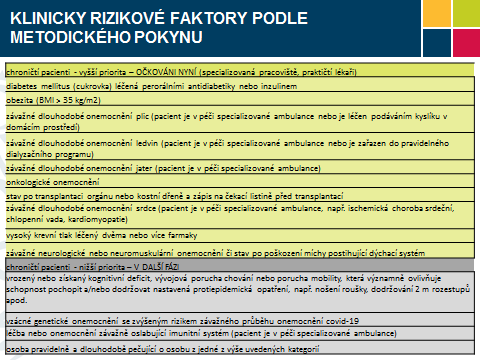 KLINICKY RIZIKOVÉ FAKTORY PODLE
METODICKÉHO POKYNU
chroničtí pacienti - vyšší priorita – OČKOVÁNI NYNÍ (specializovaná pracoviště, praktičtí lékaři)
diabetes mellitus (cukrovka) léčená perorálními antidiabetiky nebo inzulinem
obezita (BMI > 35 kg/m2)
závažné dlouhodobé onemocnění plic (pacient je v péči specializované ambulance nebo je léčen podáváním kyslíku v
domácím prostředí)
závažné dlouhodobé onemocnění ledvin (pacient je v péči specializované ambulance nebo je zařazen do pravidelného
dialyzačního programu)
závažné dlouhodobé onemocnění jater (pacient je v péči specializované ambulance)
onkologické onemocnění
stav po transplantaci orgánu nebo kostní dřeně a zápis na čekací listině před transplantací
závažné dlouhodobé onemocnění srdce (pacient je v péči specializované ambulance, např. ischemická choroba srdeční,
chlopenní vada, kardiomyopatie)
vysoký krevní tlak léčený dvěma nebo více farmaky
závažné neurologické nebo neuromuskulární onemocnění či stav po poškození míchy postihující dýchací systém
chroničtí pacienti - nižší priorita – V DALŠÍ FÁZI
vrozený nebo získaný kognitivní deficit, vývojová porucha chování nebo porucha mobility, která významně ovlivňuje
schopnost pochopit a/nebo dodržovat nastavená protiepidemická opatření, např. nošení roušky, dodržování 2 m rozestupů
apod.
vzácné genetické onemocnění se zvýšeným rizikem závažného průběhu onemocnění covid-19
léčba nebo onemocnění závažně oslabující imunitní systém (pacient je v péči specializované ambulance)
osoba pravidelně a dlouhodobě pečující o osobu z jedné z výše uvedených kategorií